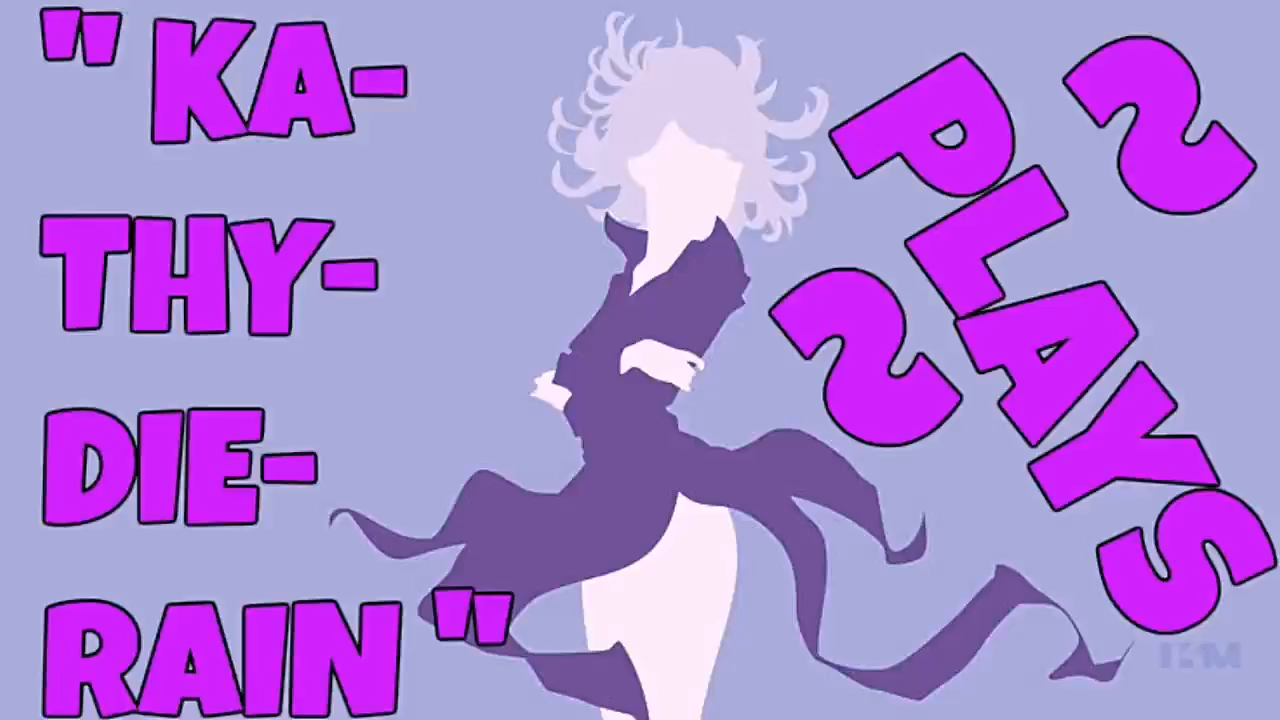 "KA-
THY-
DIE-
RAIN"
~ PLAYS ~